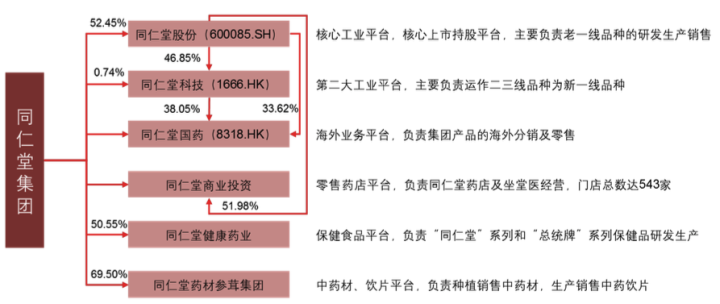 同仁堂集团
52.45%
同仁堂股份（600085.SH）
核心工业平台，核心上市持股平台，主要负责老一线品种的研发生产销售
46.85%
0.74%
同仁堂科技（1666.HK）
第二大工业平台，主要负责运作二三线品种为新一线品种
38.05%
33.62%
同仁堂国药（8318.HK）
海外业务平台，负责集团产品的海外分销及零售
同仁堂商业投资
零售药店平台，负责同仁堂药店及坐堂医经营，门店总数达543家
51.98%
50.55%
同仁堂健康药业
保健食品平台，负责“同仁堂”系列和“总统牌”系列保健品研发生产
69.50%
同仁堂药材参茸集团
中药材、饮片平台，负责种植销售中药材，生产销售中药饮片